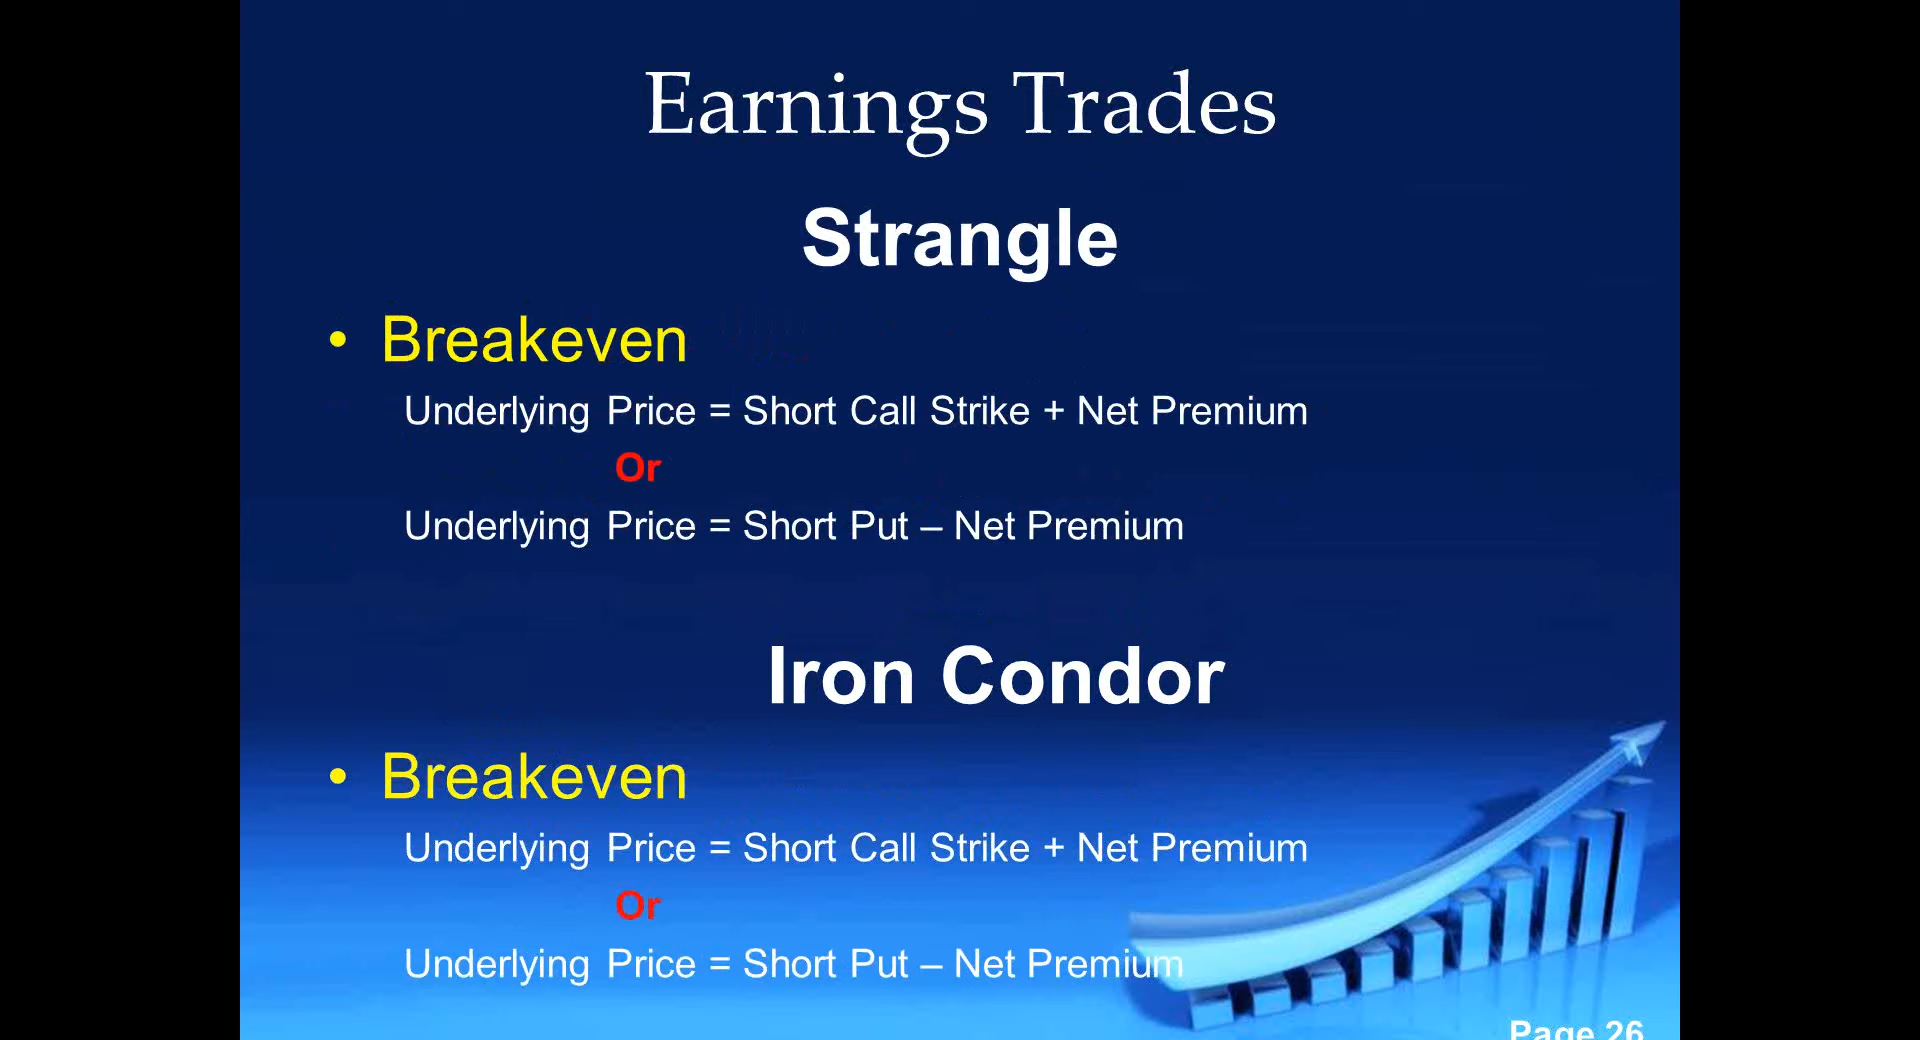 Earnings Trades
Strangle
• Breakeven
Underlying Price = Short Call Strike + Net Premium
Or
Underlying Price = Short Put – Net Premium
Iron Condor
• Breakeven
Underlying Price = Short Call Strike + Net Premium
Or
Underlying Price = Short Put – Net Premium
Page 26